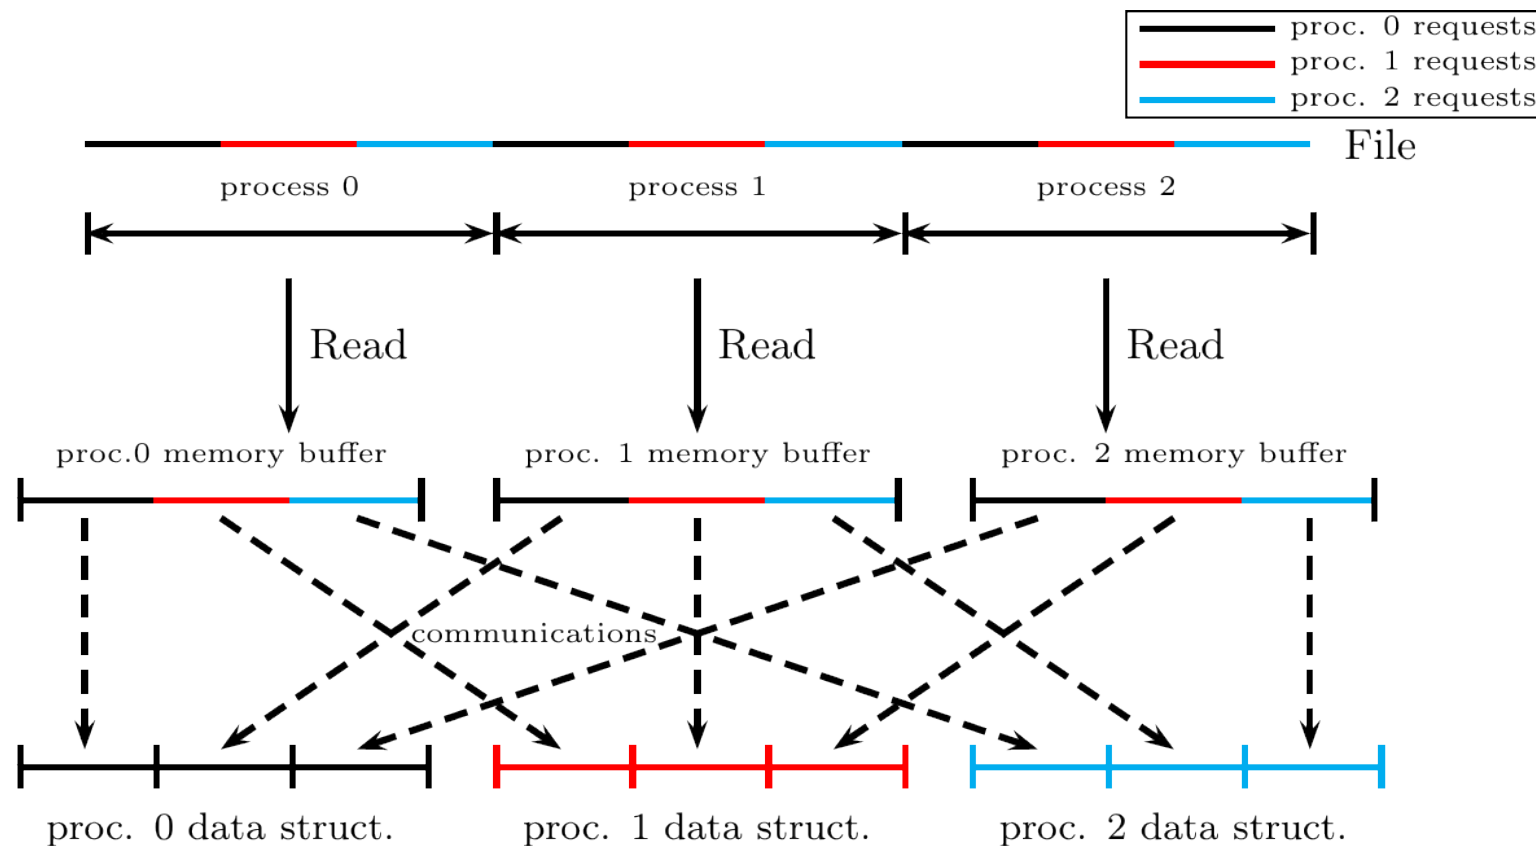 proc. 0 requests
proc. 1 requests
proc. 2 requests
File
process 0 process 1 process 2
Read Read Read
proc.0 memory buffer proc. 1 memory buffer proc. 2 memory buffer
communications
proc. 0 data struct. proc. 1 data struct. proc. 2 data struct.